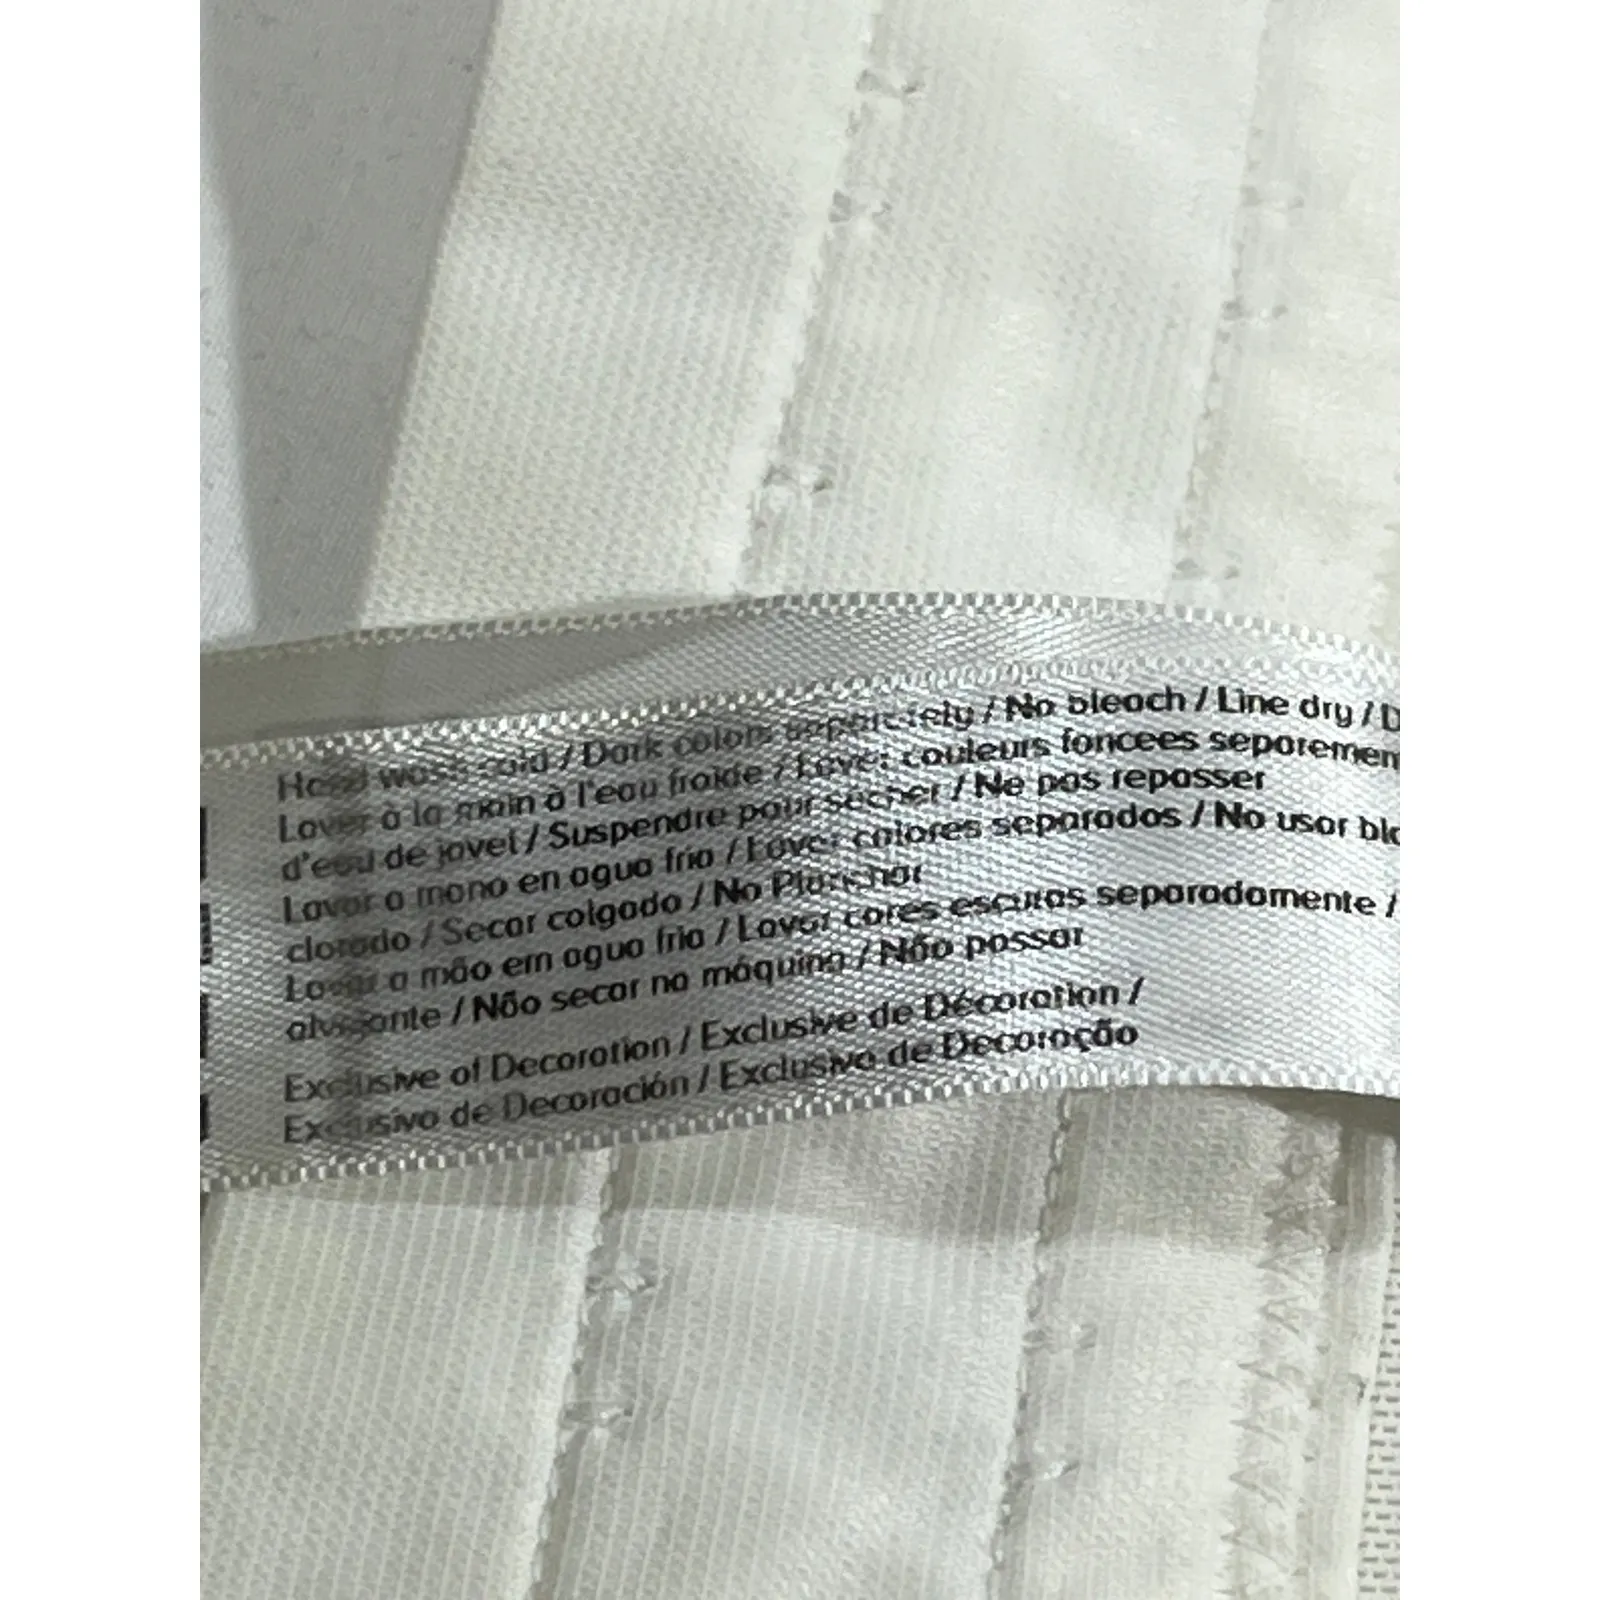 Hand wash cold / Dark colors separately / No bleach / Line dry / D
Laver à la main à l'eau froide / Laver couleurs foncees separemen
d'eau de javel / Suspendre pour sécher / Ne pas repasser
Lavar a mano en agua fria / Lavar colores separados / No usar blo
clorado / Secar colgado / No Planchar
Lavar a mão em agua fria / Lavar cores escuras separadamente /
alvejante / Não secar na máquina / Não passar
Exclusive of Decoration / Exclusive de Décoration /
Exclusivo de Decoración / Exclusivo de Decoração